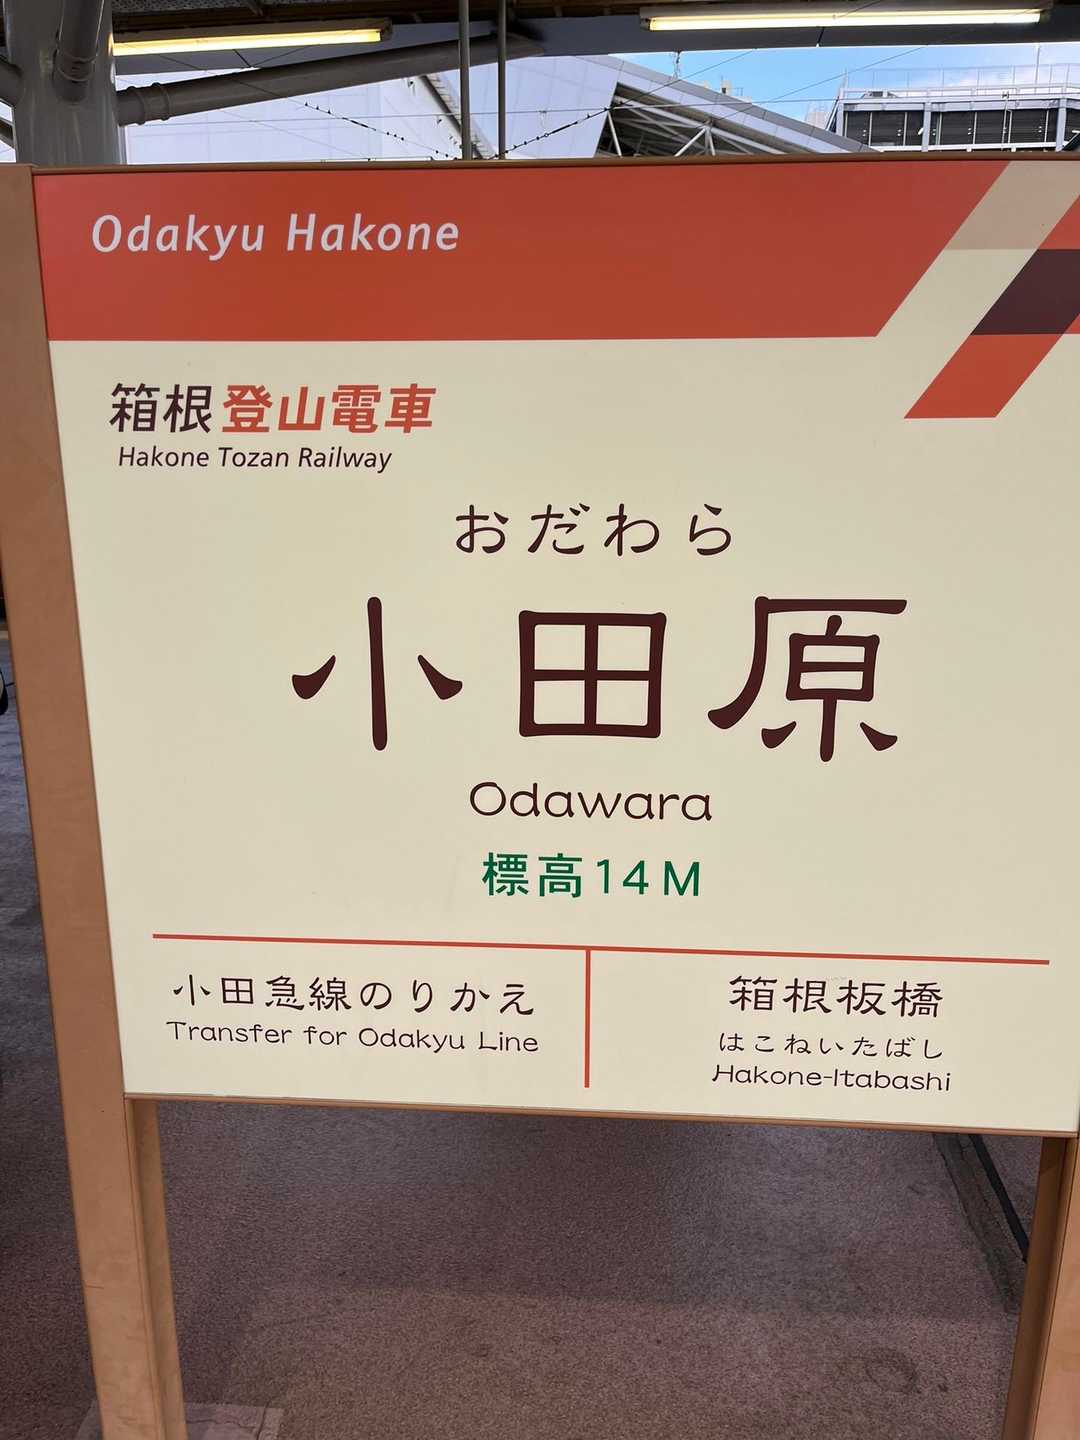 Odakyu Hakone
箱根登山電車
Hakone Tozan Railway
おだわら
小田原
Odawara
標高14M
小田急線のりかえ
Transfer for Odakyu Line
箱根板橋
はこねいたばし
Hakone-Itabashi